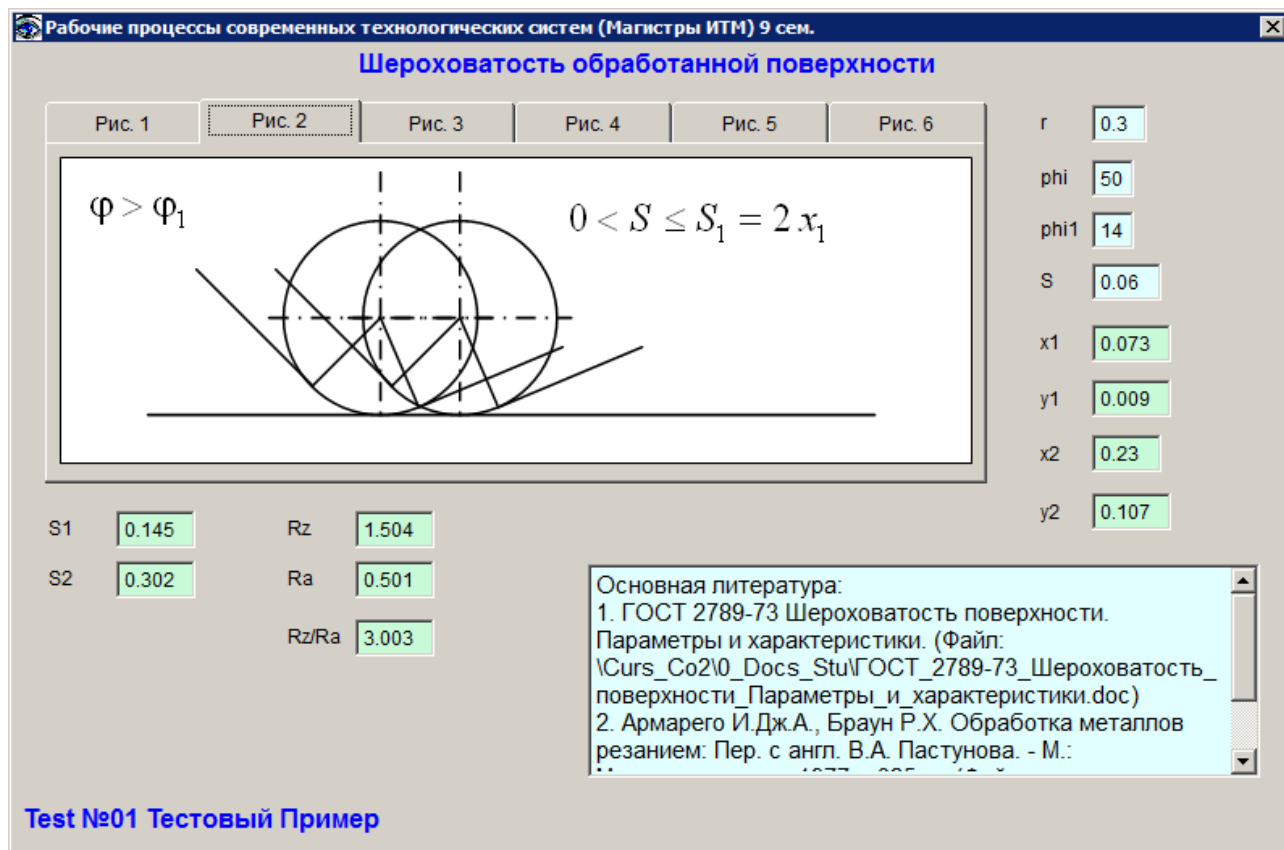 Рабочие процессы современных технологических систем (Магистры ИТМ) 9 сем.
Шероховатость обработанной поверхности
Рис. 1 Рис. 2 Рис. 3 Рис. 4 Рис. 5 Рис. 6
φ > φ₁
0 < S ≤ S₁ = 2 x₁
r 0.3
phi 50
phi1 14
S 0.06
x1 0.073
y1 0.009
x2 0.23
y2 0.107
S1 0.145 Rz 1.504
S2 0.302 Ra 0.501
Rz/Ra 3.003
Основная литература:
1. ГОСТ 2789-73 Шероховатость поверхности.
Параметры и характеристики. (Файл:
\Curs_Co2\0_Docs_Stu\ГОСТ_2789-73_Шероховатость_
поверхности_Параметры_и_характеристики.doc)
2. Армарего И.Дж.А., Браун Р.Х. Обработка металлов
резанием: Пер. с англ. В.А. Пастунова. - М.:
Test №01 Тестовый Пример